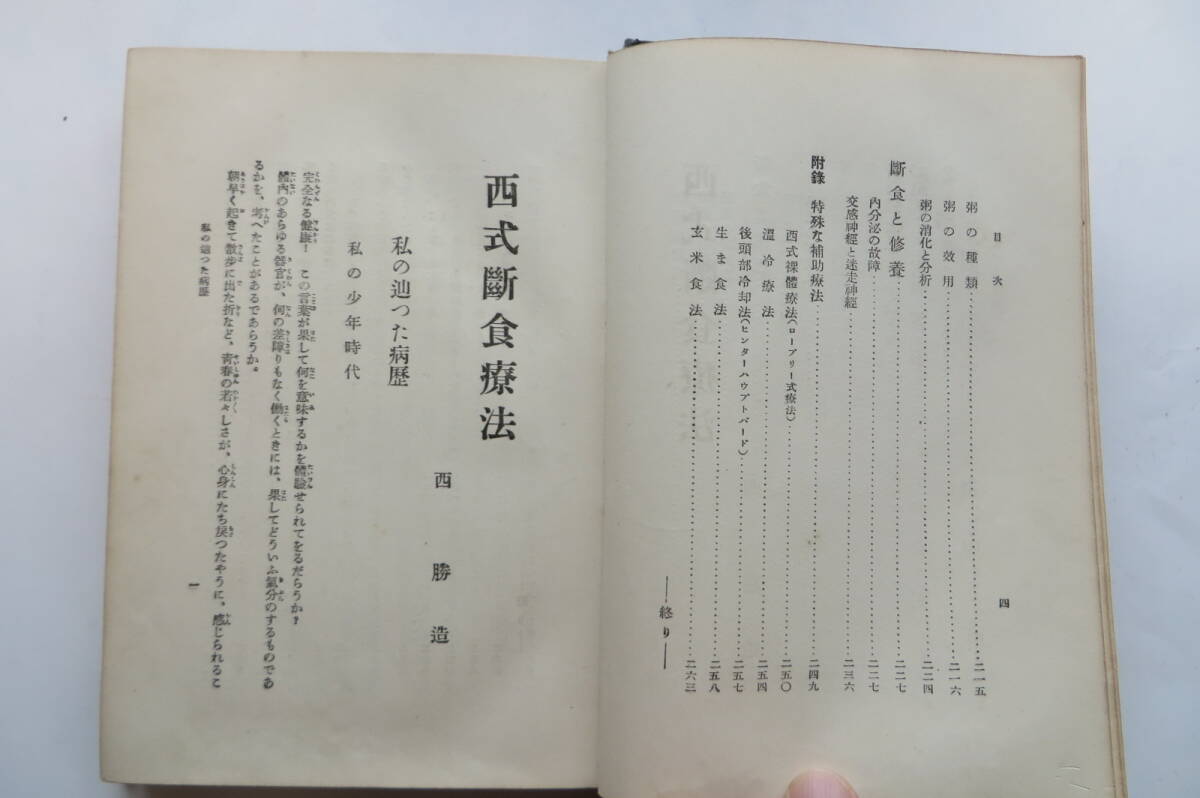 目次
粥の種類……二一五
粥の效用……二一六
粥の消化と分析……二二四
斷食と修養……二二七
內分泌の故障……二二七
交感神經と迷走神經……二三六
附錄 特殊な補助療法……二四九
西式裸體療法(ロープリー式療法)……二五〇
溫冷療法……二五四
後頭部冷却法(ヒンターハウプトバード)……二五七
生ま食法……二五八
玄米食法……二六三
――終り――
四
西式斷食療法
西勝造
私の辿つた病歷
私の少年時代
完全なる健康! この言葉が果して何を意味するかを體驗せられてをるだらうか?
體內のあらゆる器官が、何の差障りもなく働くときには、果してどういふ氣分のするものであ
るかを、考へたことがあるであらうか。
朝早く起きて散步に出た折など、靑春の若々しさが、心身にたち戾つたやうに、感じられるこ
私の辿つた病歷
一